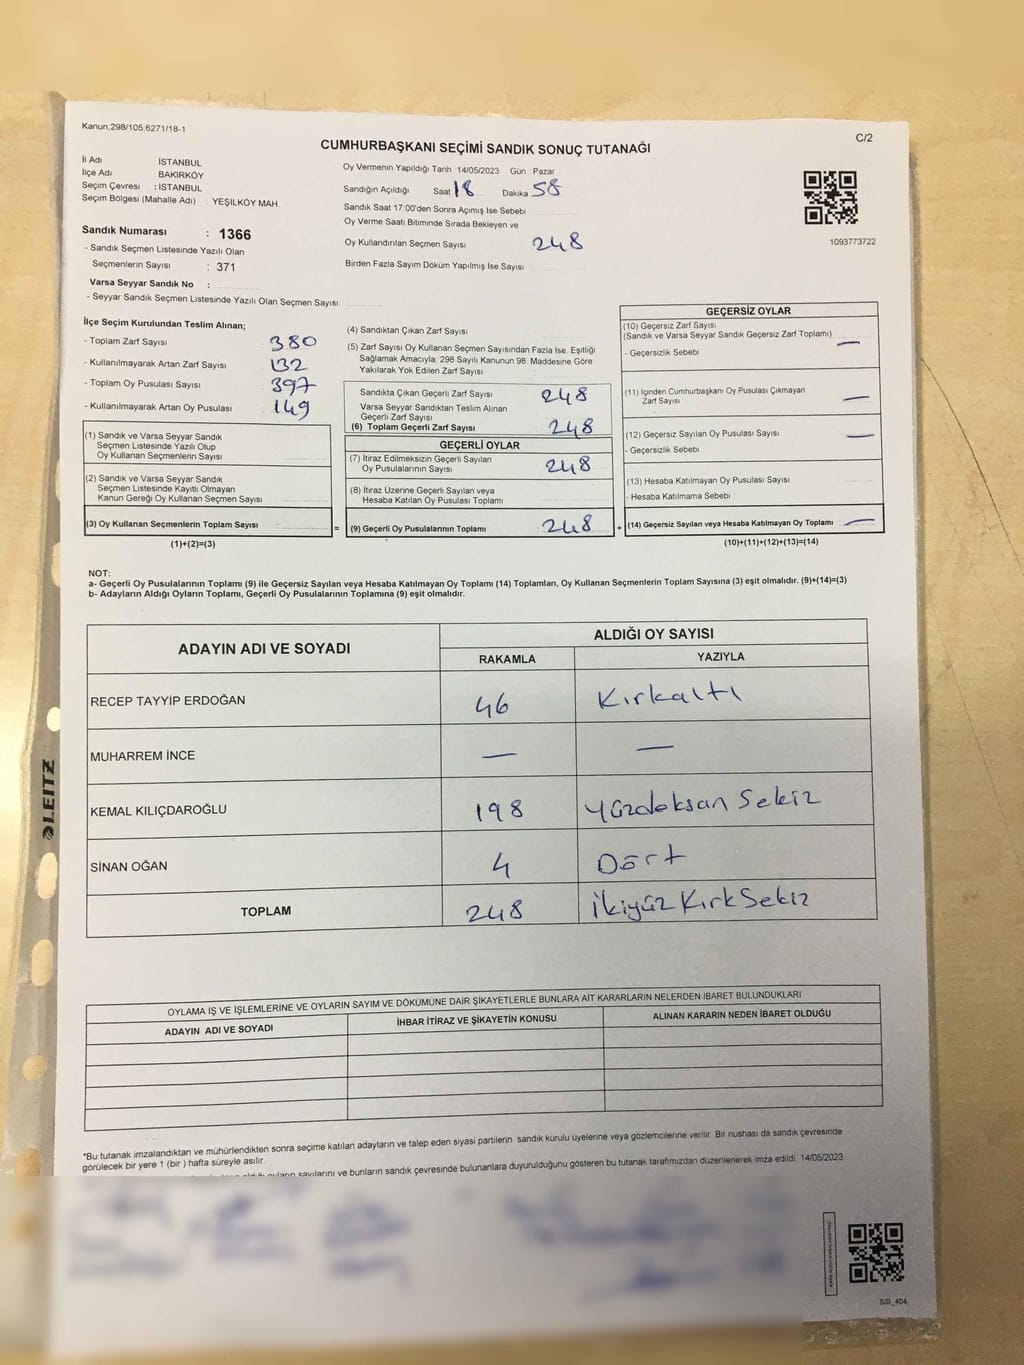 Kanun;298/105;6271/18-1
C/2
CUMHURBAŞKANI SEÇİMİ SANDIK SONUÇ TUTANAĞI
İl Adı : İSTANBUL
İlçe Adı : BAKIRKÖY
Seçim Çevresi : İSTANBUL
Seçim Bölgesi (Mahalle Adı) : YEŞİLKÖY MAH.
Sandık Numarası : 1366
- Sandık Seçmen Listesinde Yazılı Olan
Seçmenlerin Sayısı : 371
Varsa Seyyar Sandık No :
- Seyyar Sandık Seçmen Listesinde Yazılı Olan Seçmen Sayısı:
Oy Vermenin Yapıldığı Tarih 14/05/2023 Gün Pazar
Sandığın Açıldığı Saat 18 Dakika 58
Sandık Saat 17:00'den Sonra Açımış İse Sebebi
Oy Verme Saati Bitiminde Sırada Bekleyen ve
Oy Kullandırılan Seçmen Sayısı 248
Birden Fazla Sayım Döküm Yapılmış İse Sayısı
1093773722
İlçe Seçim Kurulundan Teslim Alınan;
- Toplam Zarf Sayısı 380
- Kullanılmayarak Artan Zarf Sayısı 132
- Toplam Oy Pusulası Sayısı 397
- Kullanılmayarak Artan Oy Pusulası 149
(1) Sandık ve Varsa Seyyar Sandık
Seçmen Listesinde Yazılı Olup
Oy Kullanan Seçmenlerin Sayısı
(2) Sandık ve Varsa Seyyar Sandık
Seçmen Listesinde Kayıtlı Olmayan
Kanun Gereği Oy Kullanan Seçmen Sayısı
(3) Oy Kullanan Seçmenlerin Toplam Sayısı =
(1)+(2)=(3)
(4) Sandıktan Çıkan Zarf Sayısı
(5) Zarf Sayısı Oy Kullanan Seçmen Sayısından Fazla İse, Eşitliği
Sağlamak Amacıyla, 298 Sayılı Kanunun 98. Maddesine Göre
Yakılarak Yok Edilen Zarf Sayısı
Sandıkta Çıkan Geçerli Zarf Sayısı 248
Varsa Seyyar Sandıktan Teslim Alınan
Geçerli Zarf Sayısı
(6) Toplam Geçerli Zarf Sayısı 248
GEÇERLİ OYLAR
(7) İtiraz Edilmeksizin Geçerli Sayılan
Oy Pusulalarının Sayısı 248
(8) İtiraz Üzerine Geçerli Sayılan veya
Hesaba Katılan Oy Pusulası Toplamı
(9) Geçerli Oy Pusulalarının Toplamı 248 +
GEÇERSİZ OYLAR
(10) Geçersiz Zarf Sayısı
(Sandık ve Varsa Seyyar Sandık Geçersiz Zarf Toplamı) —
- Geçersizlik Sebebi
(11) İçinden Cumhurbaşkanı Oy Pusulası Çıkmayan
Zarf Sayısı —
(12) Geçersiz Sayılan Oy Pusulası Sayısı —
- Geçersizlik Sebebi
(13) Hesaba Katılmayan Oy Pusulası Sayısı
- Hesaba Katılmama Sebebi
(14) Geçersiz Sayılan veya Hesaba Katılmayan Oy Toplamı —
(10)+(11)+(12)+(13)=(14)
NOT:
a- Geçerli Oy Pusulalarının Toplamı (9) ile Geçersiz Sayılan veya Hesaba Katılmayan Oy Toplamı (14) Toplamları, Oy Kullanan Seçmenlerin Toplam Sayısına (3) eşit olmalıdır. (9)+(14)=(3)
b- Adayların Aldığı Oyların Toplamı, Geçerli Oy Pusulalarının Toplamına (9) eşit olmalıdır.
ADAYIN ADI VE SOYADI
ALDIĞI OY SAYISI
RAKAMLA YAZIYLA
RECEP TAYYİP ERDOĞAN 46 Kırkaltı
MUHARREM İNCE — —
KEMAL KILIÇDAROĞLU 198 Yüzdoksan Sekiz
SİNAN OĞAN 4 Dört
TOPLAM 248 İkiyüz Kırk Sekiz
OYLAMA İŞ VE İŞLEMLERİNE VE OYLARIN SAYIM VE DÖKÜMÜNE DAİR ŞİKAYETLERLE BUNLARA AİT KARARLARIN NELERDEN İBARET BULUNDUKLARI
ADAYIN ADI VE SOYADI İHBAR İTİRAZ VE ŞİKAYETİN KONUSU ALINAN KARARIN NEDEN İBARET OLDUĞU
*Bu tutanak imzalandıktan ve mühürlendikten sonra seçime katılan adayların ve talep eden siyasi partilerin sandık kurulu üyelerine veya gözlemcilerine verilir. Bir nüshası da sandık çevresinde
görülecek bir yere 1 (bir ) hafta süreyle asılır.
oyların sayılarını ve bunların sandık çevresinde bulunanlara duyurulduğunu gösteren bu tutanak tarafımızdan düzenlenerek imza edildi. 14/05/2023
SSI_404
LEITZ